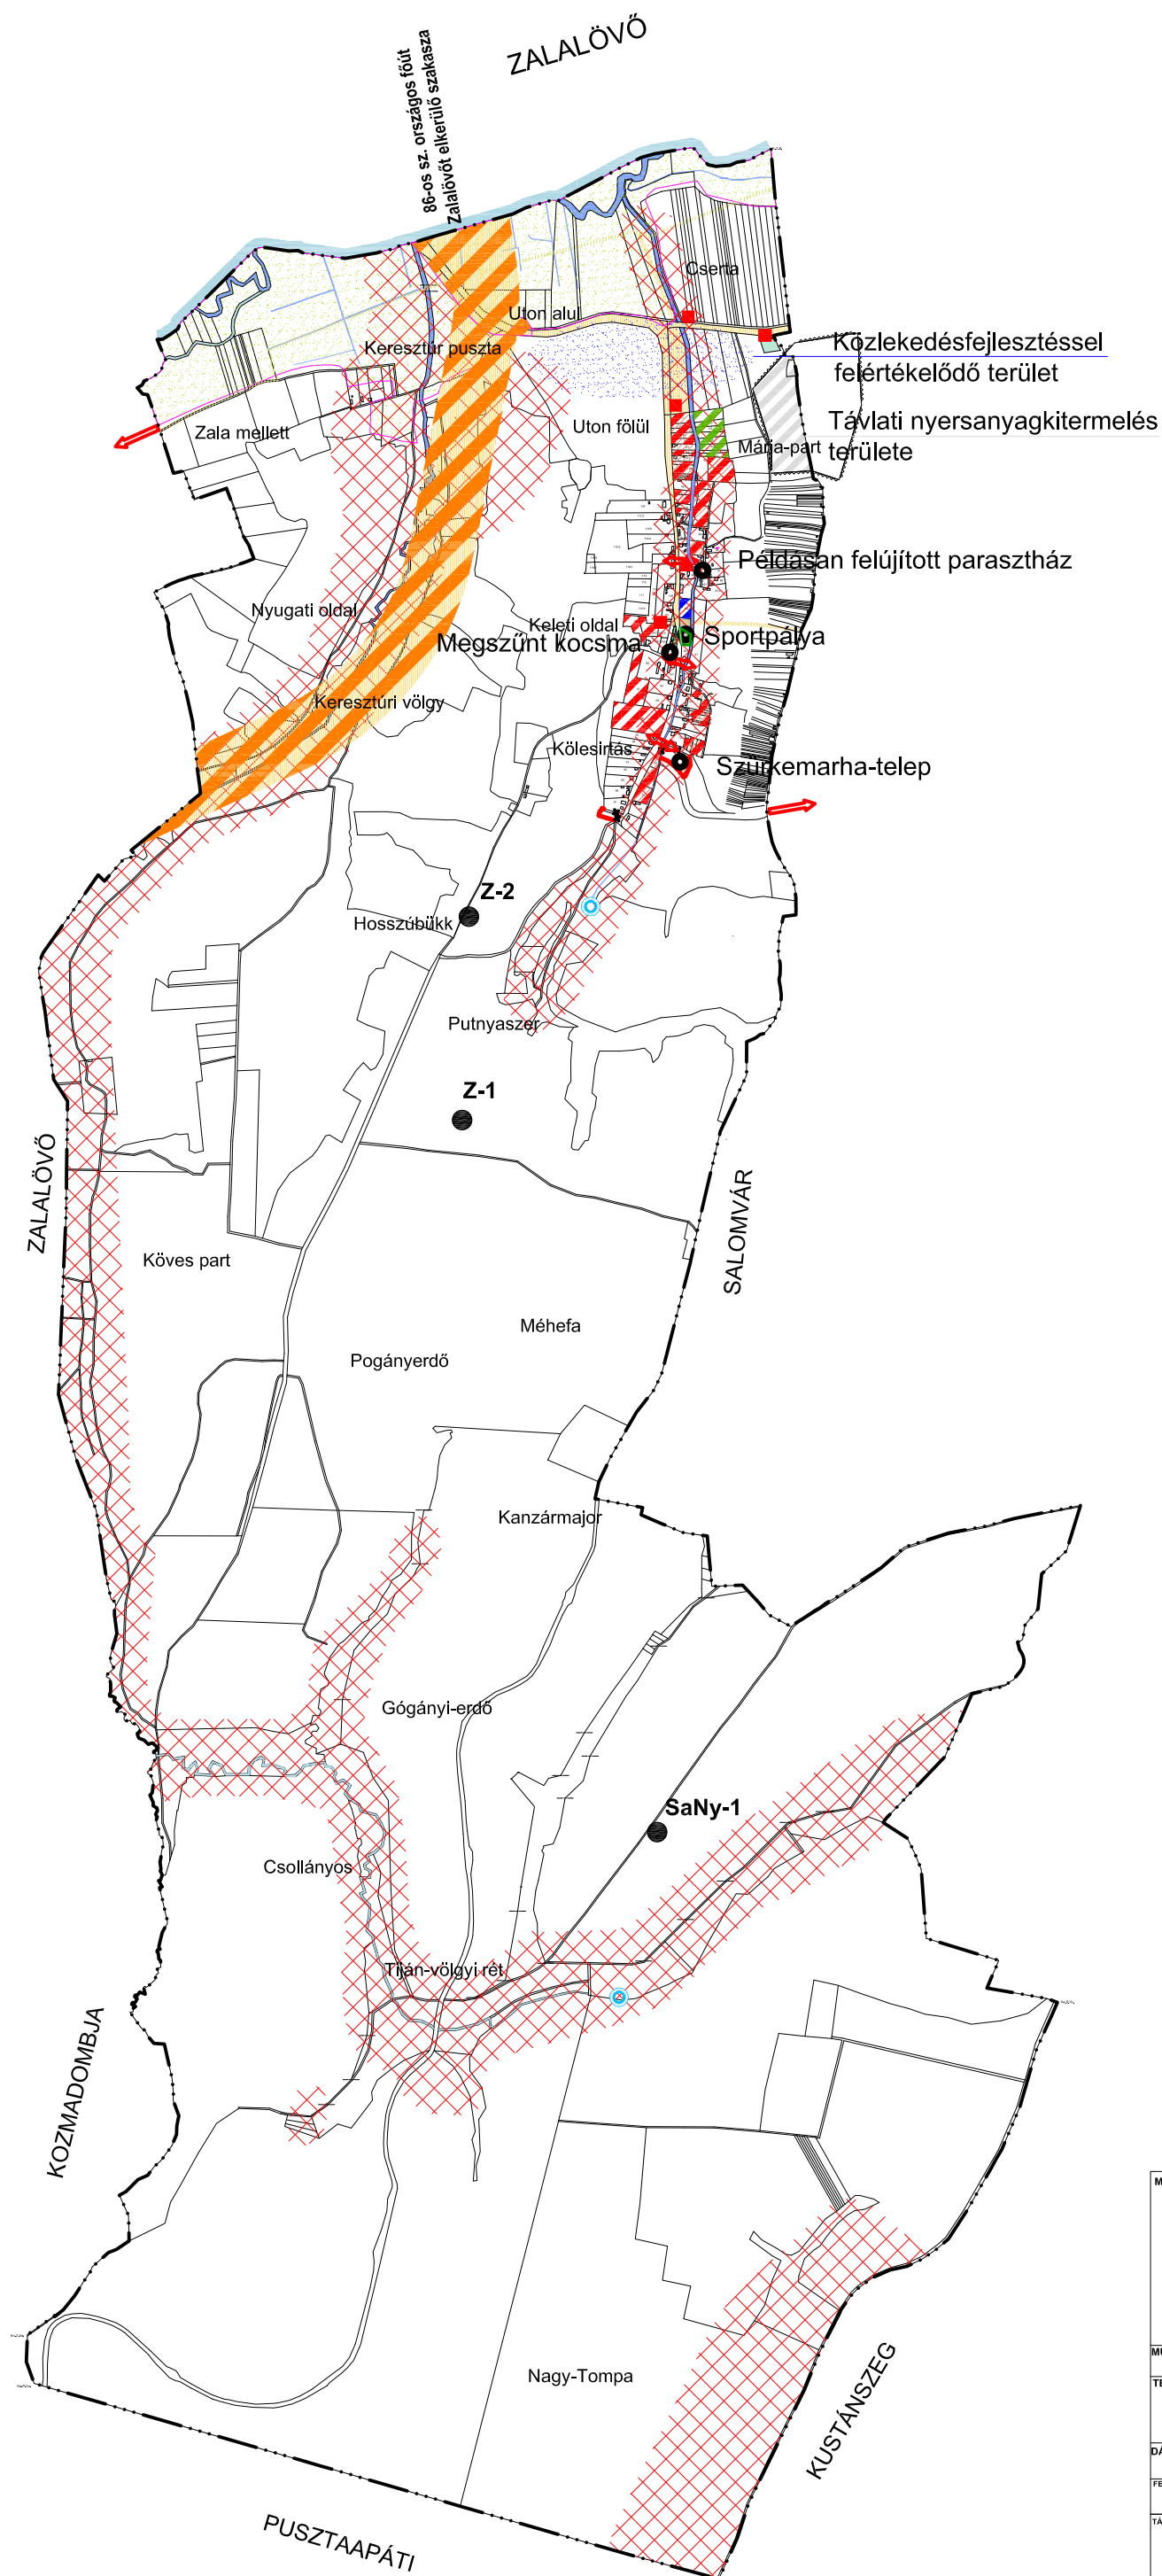 ZALALÖVŐ
86-os sz. országos főút
Zalalövőt elkerülő szakasza
Cserta
Uton alul
Keresztúr puszta
Közlekedésfejlesztéssel
felértékelődő terület
Zala mellett
Uton fölül
Távlati nyersanyagkitermelés
területe
Márja-part
Példásan felújított parasztház
Nyugati oldal
Keleti oldal
Megszűnt kocsma
Sportpálya
Keresztúri völgy
Kölesirtás
Szürkemarha-telep
Z-2
Hosszúbükk
Putnyaszer
Z-1
ZALALÖVŐ
SALOMVÁR
Köves part
Méhefa
Pogányerdő
Kanzármajor
Gógányi-erdő
SaNy-1
Csollányos
Tiján-völgyi rét
KOZMADOMBJA
Nagy-Tompa
KUSTÁNSZEG
PUSZTAAPÁTI